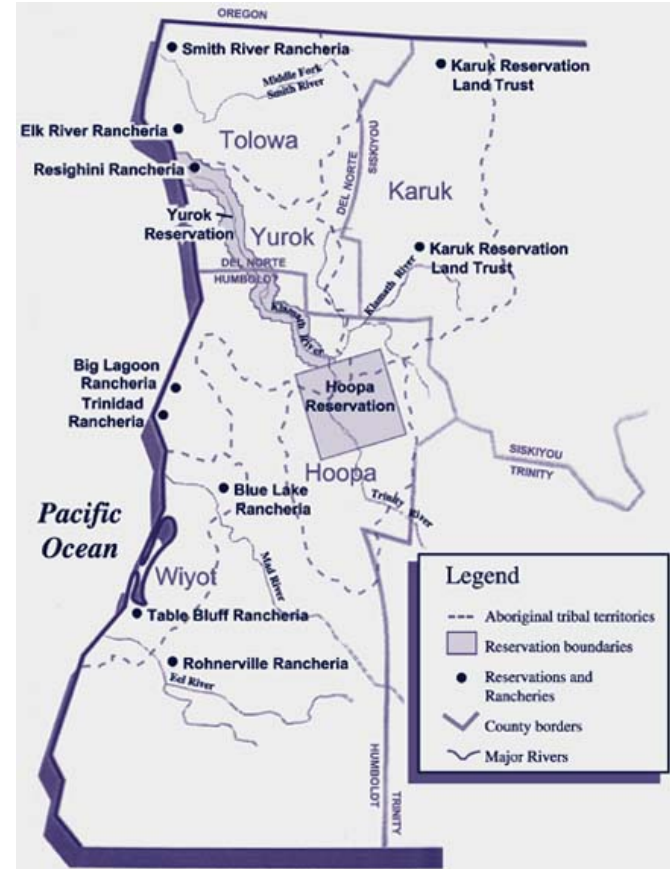 OREGON
Smith River Rancheria
Karuk Reservation
Land Trust
Middle Fork
Smith River
Elk River Rancheria
Tolowa
Resighini Rancheria
DEL NORTE
SISKIYOU
Karuk
Yurok
Reservation
Yurok
Karuk Reservation
Land Trust
DEL NORTE
HUMBOLDT
Klamath River
Klamath River
Big Lagoon
Rancheria
Trinidad
Rancheria
Hoopa
Reservation
SISKIYOU
TRINITY
Hoopa
Blue Lake
Rancheria
Trinity River
Pacific
Ocean
Mad River
Wiyot
Table Bluff Rancheria
Rohnerville Rancheria
Eel River
HUMBOLDT
TRINITY
Legend
Aboriginal tribal territories
Reservation boundaries
Reservations and
Rancheries
County borders
Major Rivers